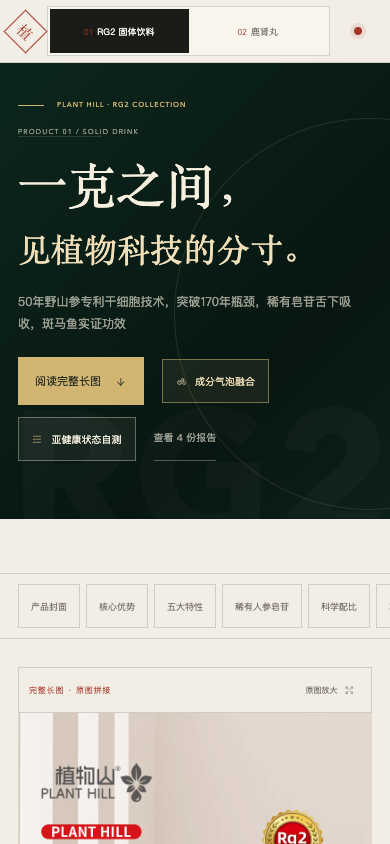 植
01 RG2 固体饮料
02 鹿肾丸
PLANT HILL · RG2 COLLECTION
PRODUCT 01 / SOLID DRINK
一克之间，
见植物科技的分寸。
50年野山参专利干细胞技术，突破170年瓶颈，稀有皂苷舌下吸
收，斑马鱼实证功效
阅读完整长图 ↓
成分气泡融合
亚健康状态自测
查看 4 份报告
RG2
产品封面
核心优势
五大特性
稀有人参皂苷
科学配比
完整长图 · 原图拼接
原图放大
植物山®
PLANT HILL
PLANT HILL
Rg2